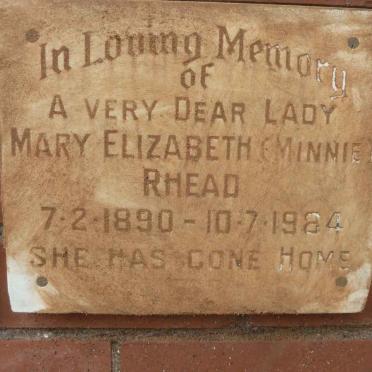 In Loving Memory
of
A VERY DEAR LADY
MARY ELIZABETH (MINNIE)
RHEAD
7-2-1890 - 10-7-1984
SHE HAS GONE HOME